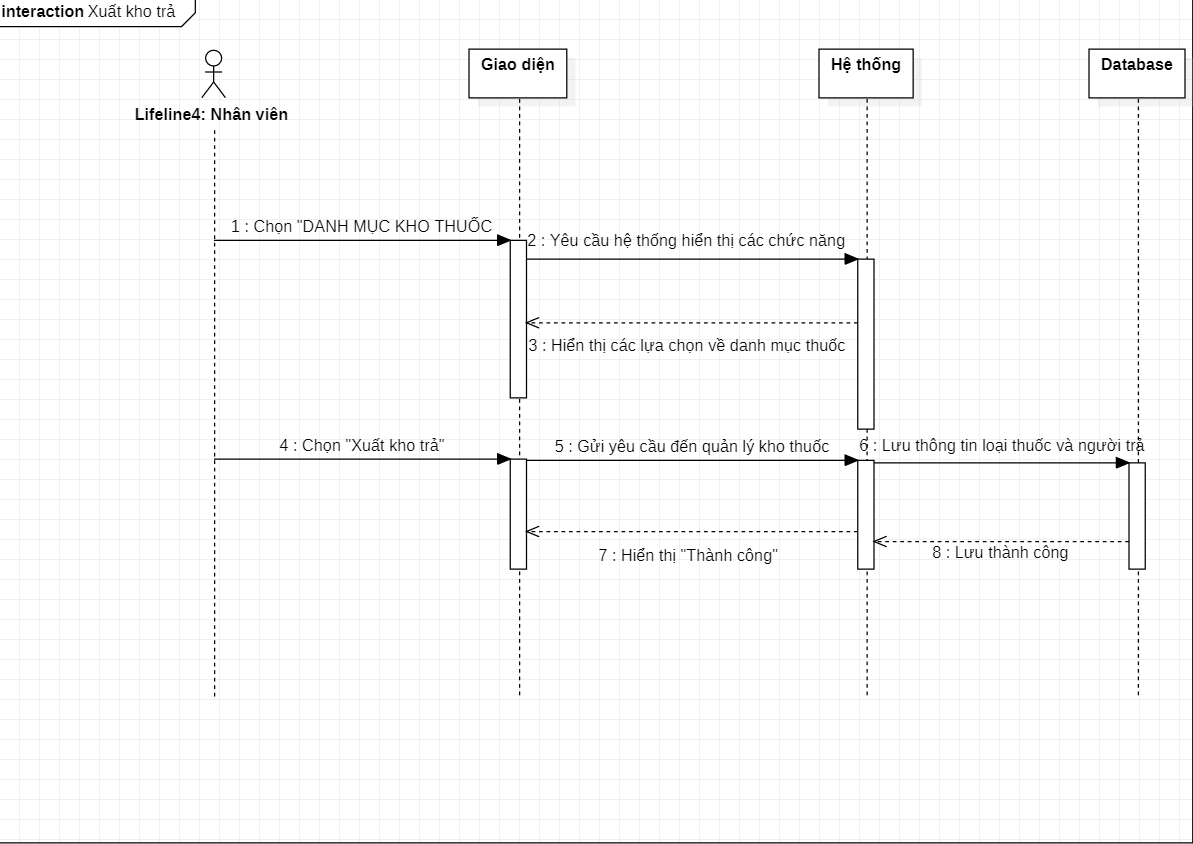 interaction Xuất kho trả
Lifeline4: Nhân viên
Giao diện
Hệ thống
Database
1 : Chọn "DANH MỤC KHO THUỐC
2 : Yêu cầu hệ thống hiển thị các chức năng
3 : Hiển thị các lựa chọn về danh mục thuốc
4 : Chọn "Xuất kho trả"
5 : Gửi yêu cầu đến quản lý kho thuốc
6 : Lưu thông tin loại thuốc và người trả
7 : Hiển thị "Thành công"
8 : Lưu thành công